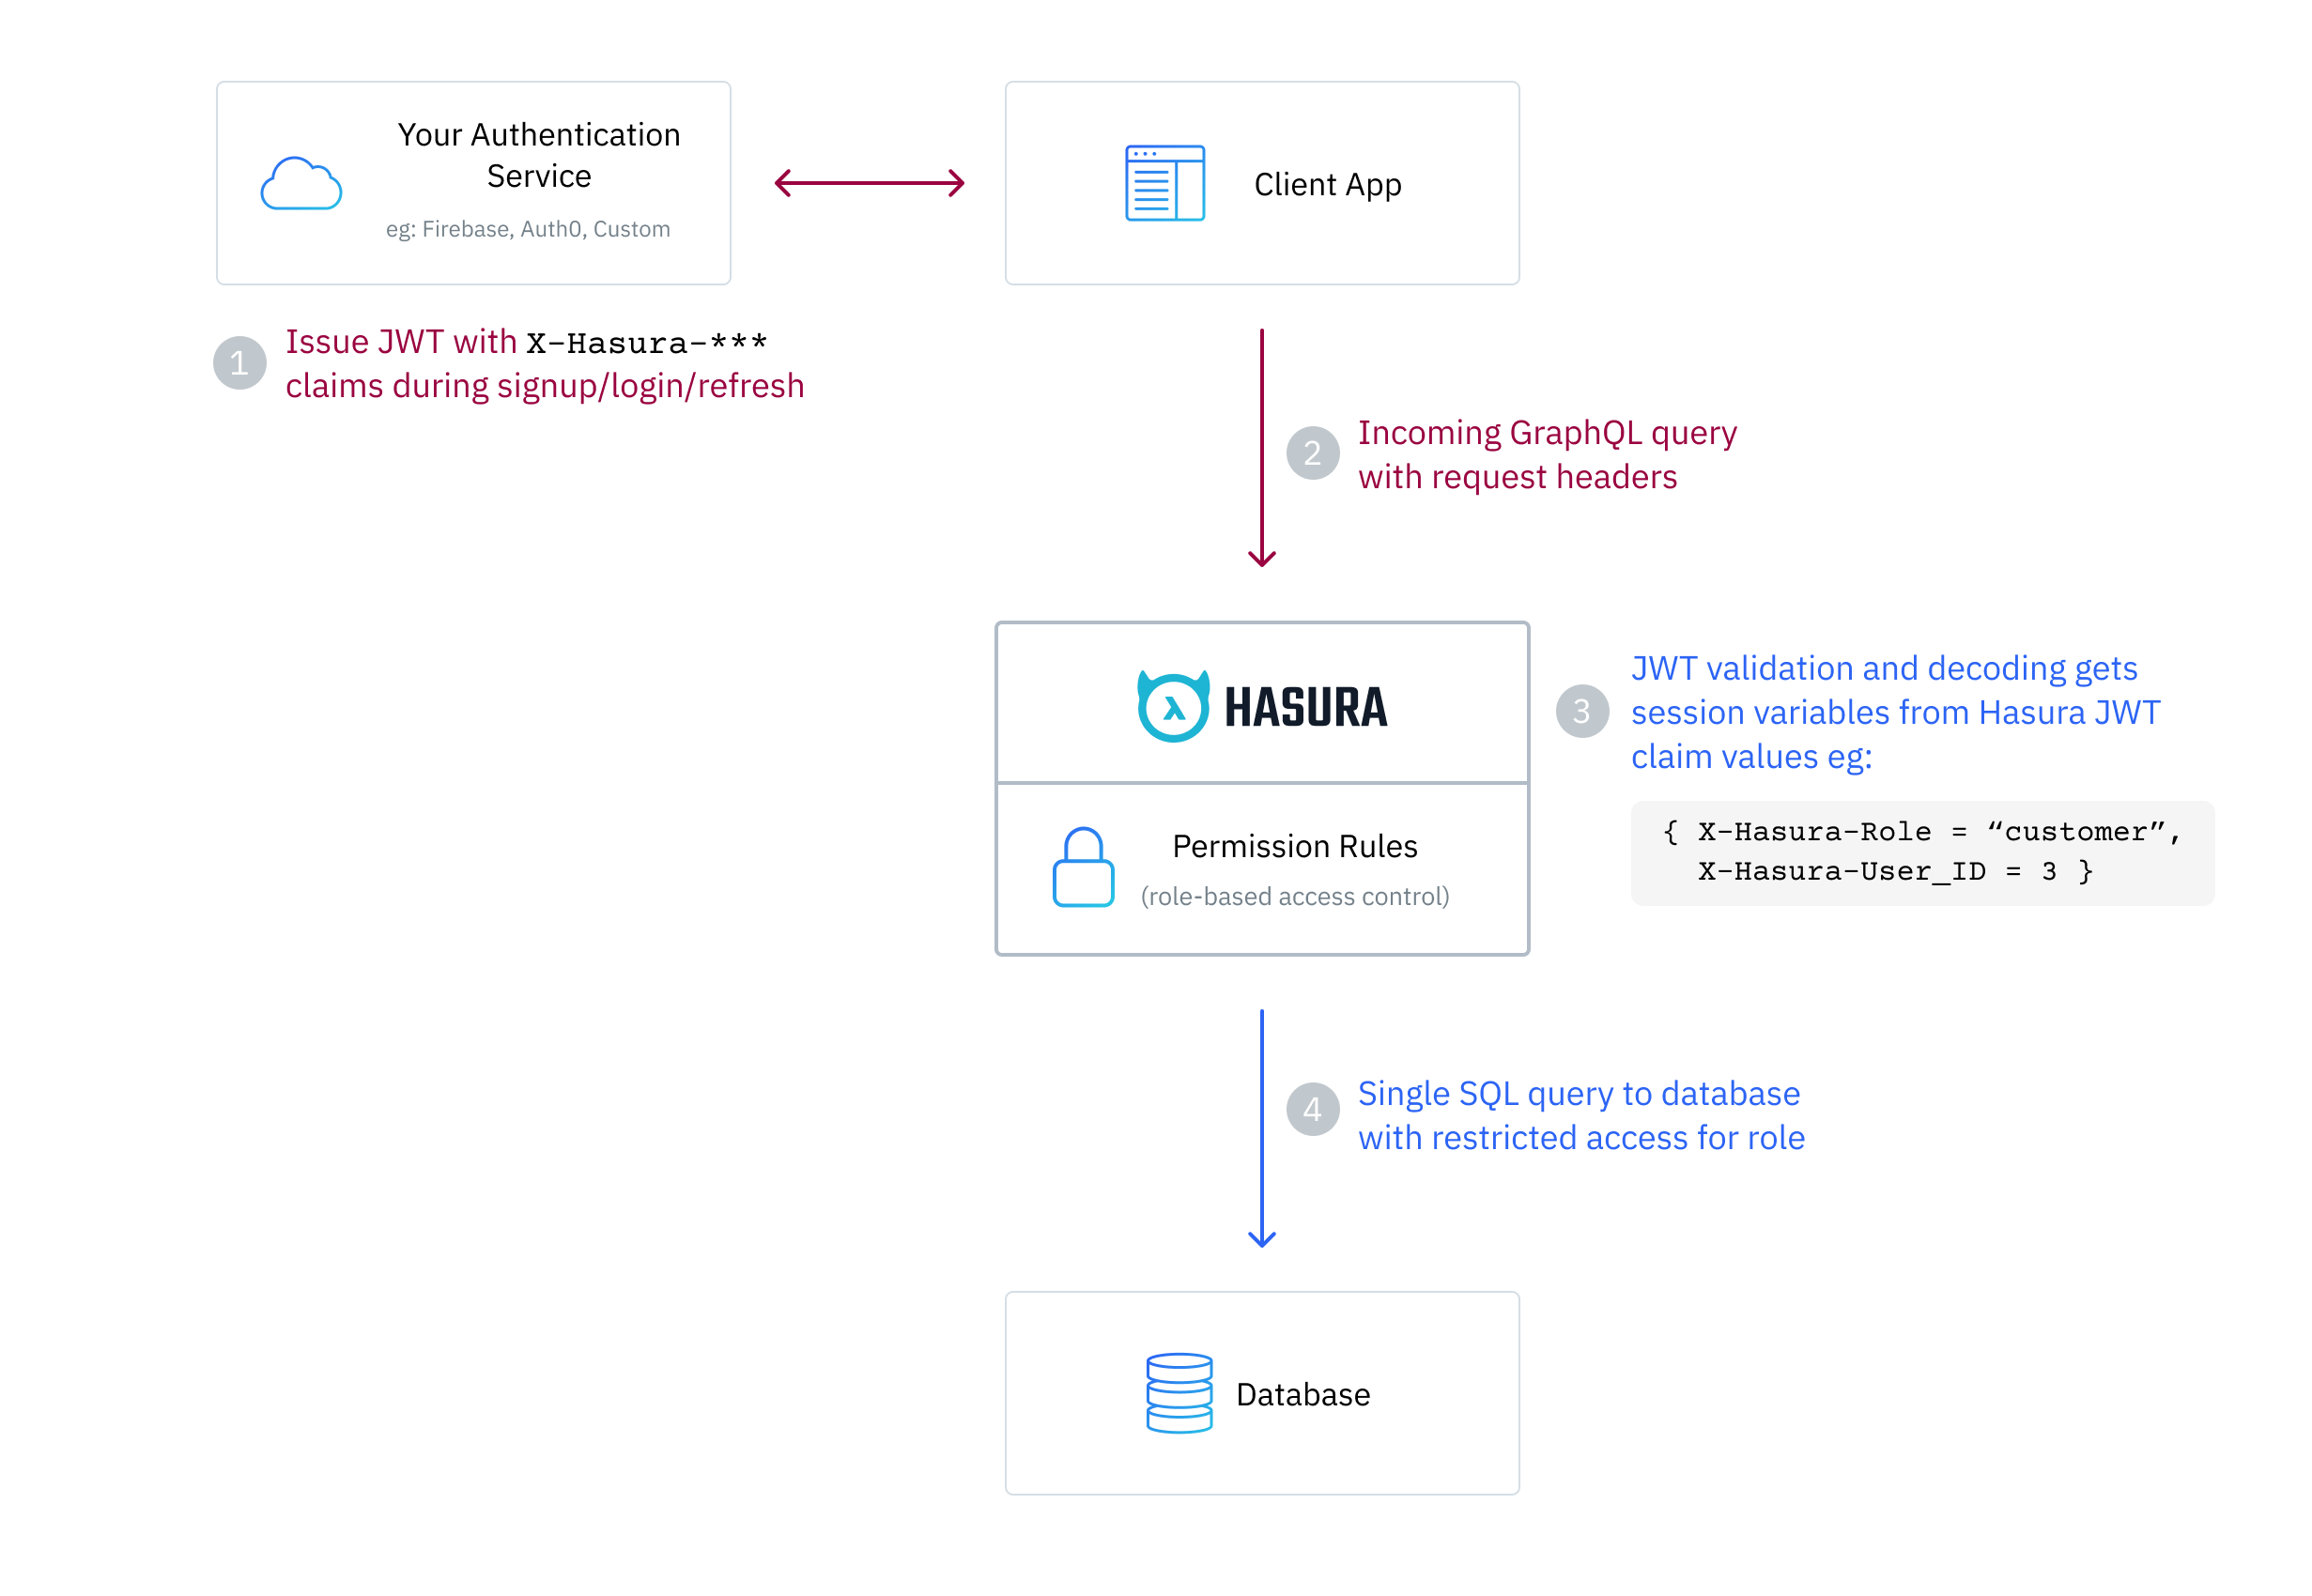 Your Authentication
Service
eg: Firebase, Auth0, Custom
Client App
1
Issue JWT with X-Hasura-***
claims during signup/login/refresh
2
Incoming GraphQL query
with request headers
HASURA
Permission Rules
(role-based access control)
3
JWT validation and decoding gets
session variables from Hasura JWT
claim values eg:
{ X-Hasura-Role = “customer”,
X-Hasura-User_ID = 3 }
4
Single SQL query to database
with restricted access for role
Database